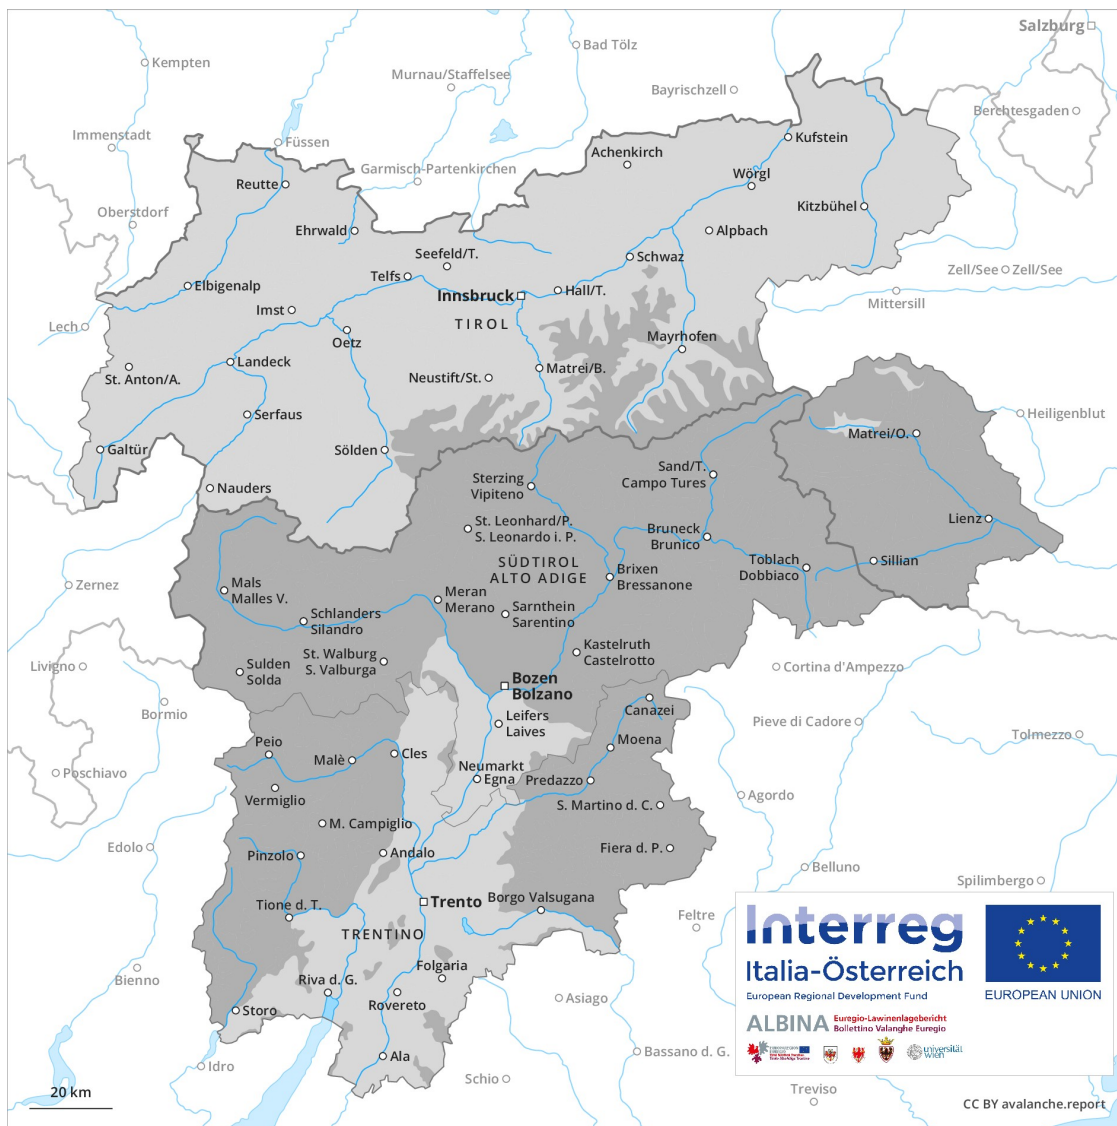 Salzburg
Kempten
Bad Tölz
Murnau/Staffelsee
Bayrischzell
Berchtesgaden
Immenstadt
Füssen
Kufstein
Achenkirch
Garmisch-Partenkirchen
Wörgl
Reutte
Kitzbühel
Oberstdorf
Ehrwald
Alpbach
Seefeld/T.
Schwaz
Telfs
Zell/See
Zell/See
Elbigenalp
Hall/T.
Innsbruck
Mittersill
Imst
TIROL
Lech
Oetz
Mayrhofen
Landeck
Matrei/B.
St. Anton/A.
Neustift/St.
Serfaus
Heiligenblut
Matrei/O.
Galtür
Sölden
Sand/T.
Campo Tures
Sterzing
Vipiteno
Nauders
Lienz
St. Leonhard/P.
S. Leonardo i. P.
Bruneck
Brunico
SÜDTIROL
ALTO ADIGE
Toblach
Dobbiaco
Sillian
Brixen
Bressanone
Zernez
Mals
Malles V.
Meran
Merano
Schlanders
Silandro
Sarnthein
Sarentino
St. Walburg
S. Valburga
Kastelruth
Castelrotto
Livigno
Sulden
Solda
Cortina d'Ampezzo
Bozen
Bolzano
Bormio
Canazei
Leifers
Laives
Pieve di Cadore
Tolmezzo
Peio
Moena
Malè
Cles
Poschiavo
Neumarkt
Egna
Predazzo
Vermiglio
Agordo
S. Martino d. C.
M. Campiglio
Edolo
Pinzolo
Andalo
Fiera d. P.
Belluno
Spilimbergo
Tione d. T.
Trento
Borgo Valsugana
Feltre
TRENTINO
Interreg
Italia-Österreich
European Regional Development Fund
EUROPEAN UNION
Folgaria
Bienno
Riva d. G.
Rovereto
Asiago
Storo
ALBINA
Euregio-Lawinenlagebericht
Bollettino Valanghe Euregio
universität
wien
Ala
Bassano d. G.
Idro
Schio
Treviso
20 km
CC BY avalanche.report